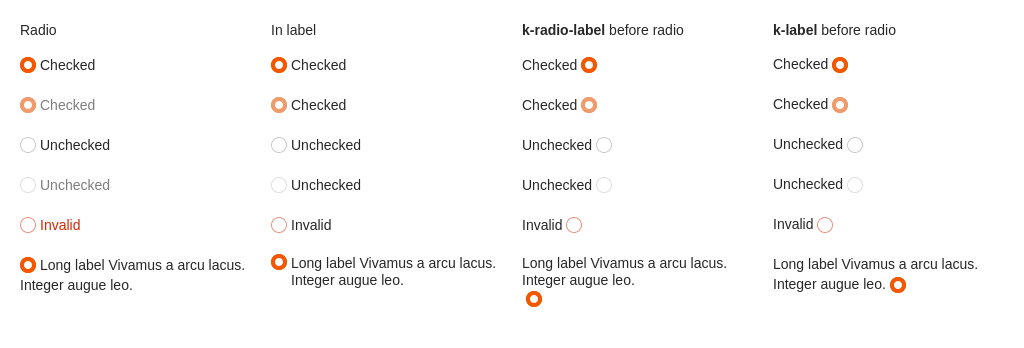 Radio
Checked
Checked
Unchecked
Unchecked
Invalid
Long label Vivamus a arcu lacus.
Integer augue leo.
In label
Checked
Checked
Unchecked
Unchecked
Invalid
Long label Vivamus a arcu lacus.
Integer augue leo.
k-radio-label before radio
Checked
Checked
Unchecked
Unchecked
Invalid
Long label Vivamus a arcu lacus.
Integer augue leo.
k-label before radio
Checked
Checked
Unchecked
Unchecked
Invalid
Long label Vivamus a arcu lacus.
Integer augue leo.